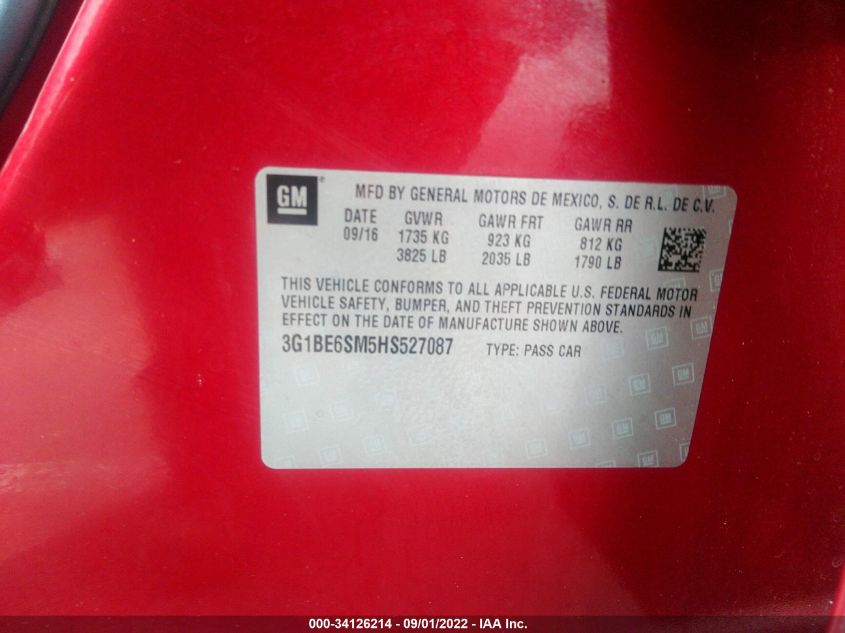 GM
MFD BY GENERAL MOTORS DE MEXICO, S. DE R.L. DE C.V.
DATE GVWR GAWR FRT GAWR RR
09/16 1735 KG 923 KG 812 KG
3825 LB 2035 LB 1790 LB
THIS VEHICLE CONFORMS TO ALL APPLICABLE U.S. FEDERAL MOTOR
VEHICLE SAFETY, BUMPER, AND THEFT PREVENTION STANDARDS IN
EFFECT ON THE DATE OF MANUFACTURE SHOWN ABOVE.
3G1BE6SM5HS527087 TYPE: PASS CAR
000-34126214 - 09/01/2022 - IAA Inc.